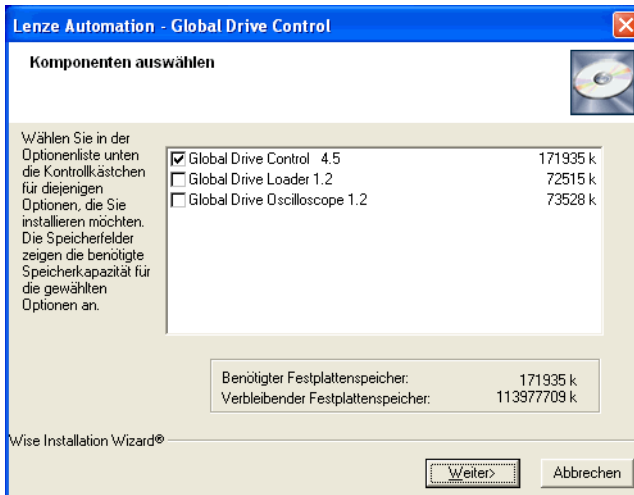 Lenze Automation - Global Drive Control
Komponenten auswählen
Wählen Sie in der
Optionenliste unten
die Kontrollkästchen
für diejenigen
Optionen, die Sie
installieren möchten.
Die Speicherfelder
zeigen die benötigte
Speicherkapazität für
die gewählten
Optionen an.
Global Drive Control 4.5 171935 k
Global Drive Loader 1.2 72515 k
Global Drive Oscilloscope 1.2 73528 k
Benötigter Festplattenspeicher: 171935 k
Verbleibender Festplattenspeicher: 113977709 k
Wise Installation Wizard®
Weiter> Abbrechen